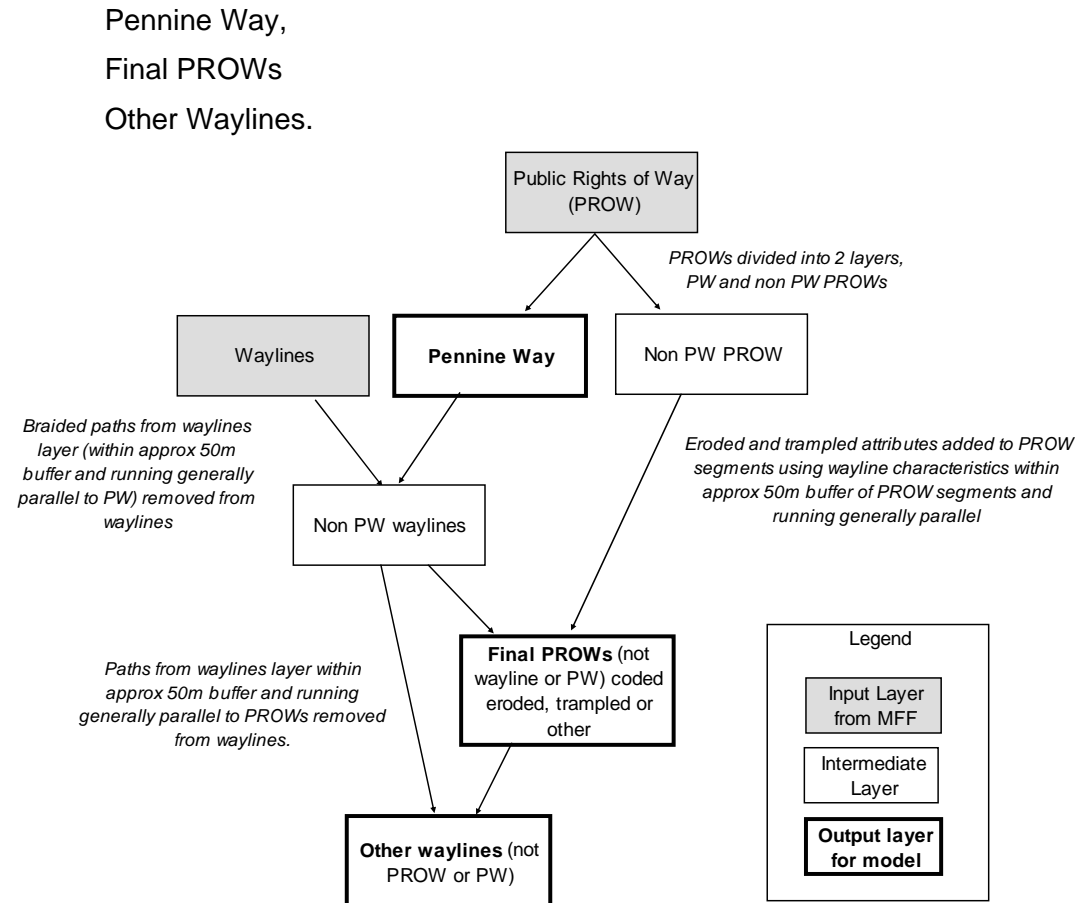 Pennine Way,
Final PROWs
Other Waylines.
Public Rights of Way
(PROW)
PROWs divided into 2 layers,
PW and non PW PROWs
Waylines
Pennine Way
Non PW PROW
Braided paths from waylines
layer (within approx 50m
buffer and running generally
parallel to PW) removed from
waylines
Eroded and trampled attributes added to PROW
segments using wayline characteristics within
approx 50m buffer of PROW segments and
running generally parallel
Non PW waylines
Paths from waylines layer within
approx 50m buffer and running
generally parallel to PROWs removed
from waylines.
Final PROWs (not
wayline or PW) coded
eroded, trampled or
other
Other waylines (not
PROW or PW)
Legend
Input Layer
from MFF
Intermediate
Layer
Output layer
for model